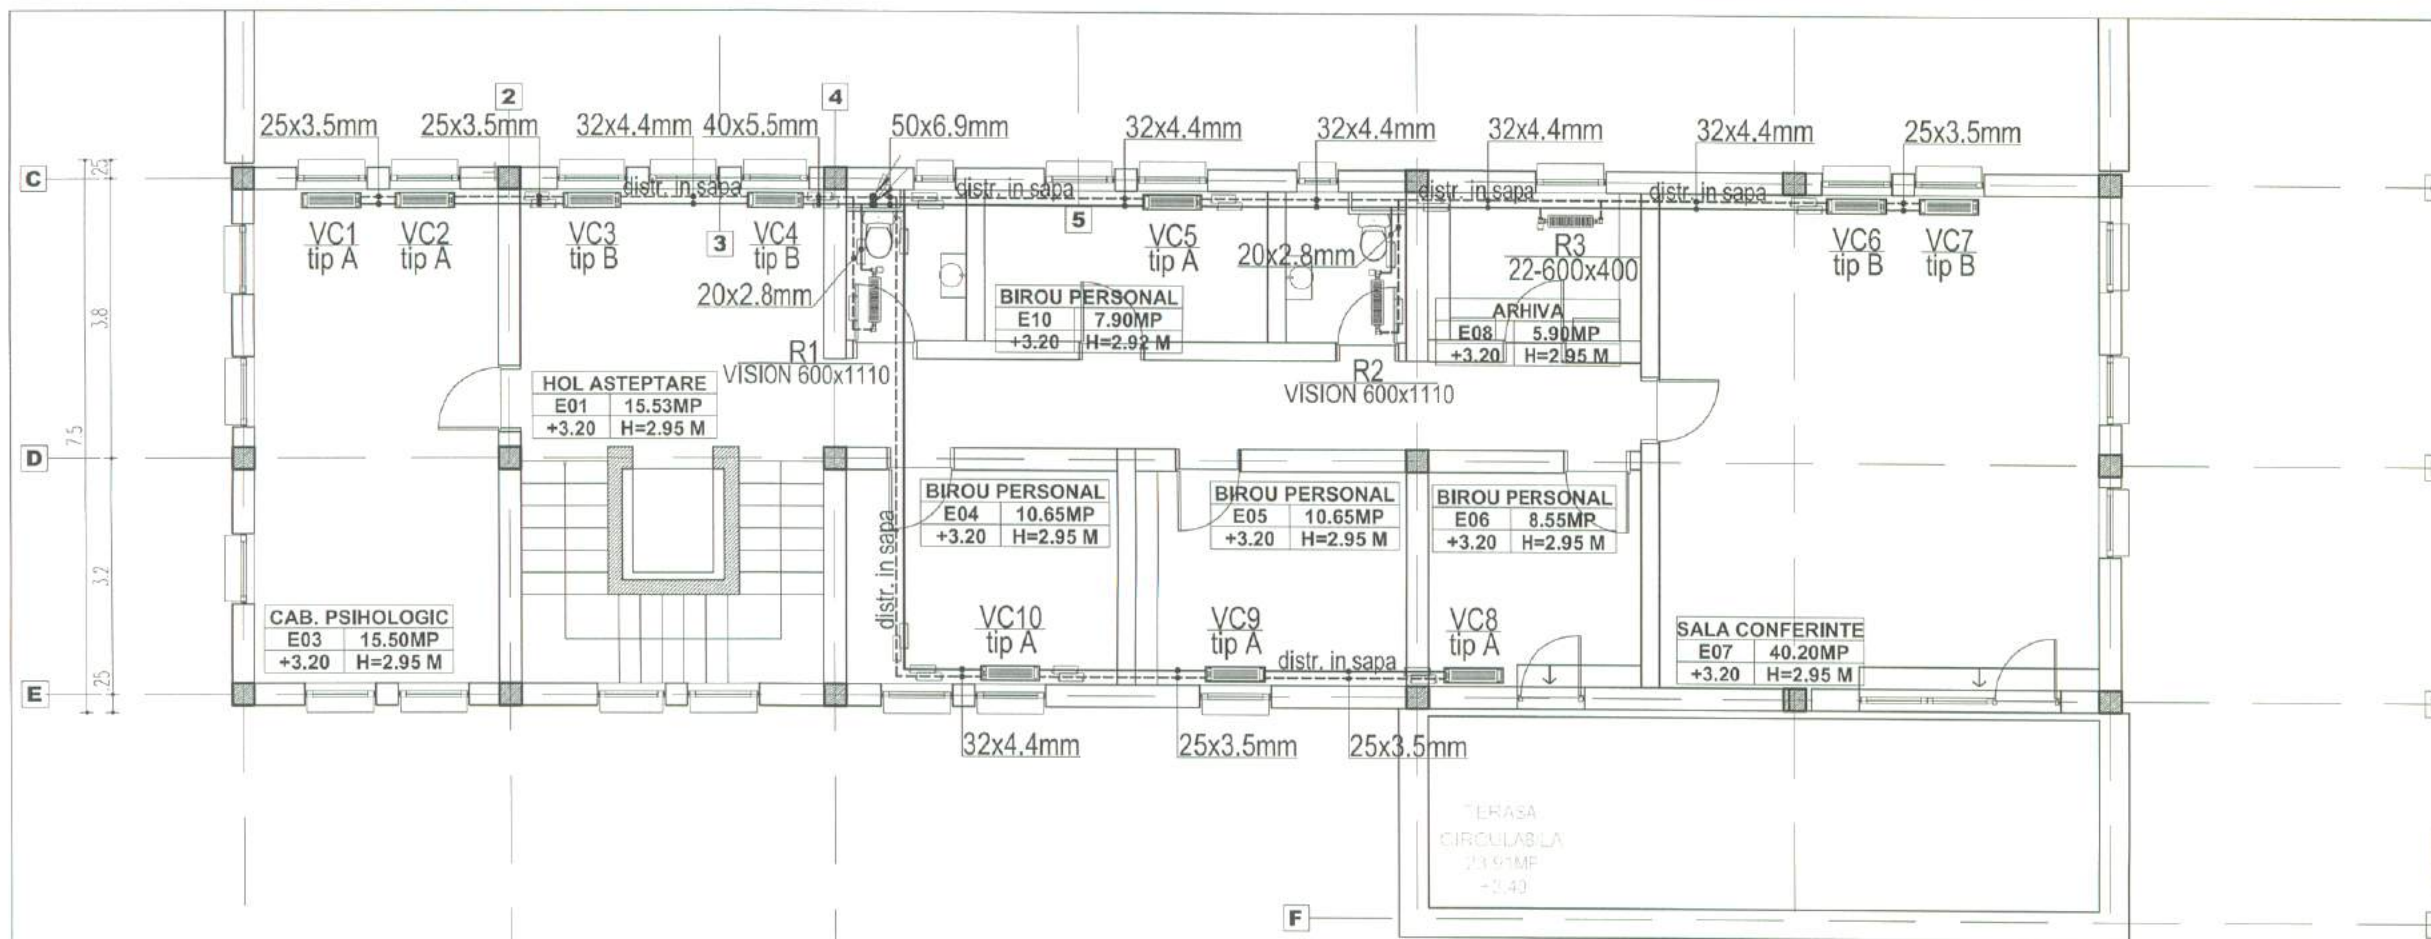 2
4
25x3.5mm
25x3.5mm
32x4.4mm
40x5.5mm
50x6.9mm
32x4.4mm
32x4.4mm
32x4.4mm
32x4.4mm
25x3.5mm
C
25
distr. in sapa
distr. in sapa
distr. in sapa
distr. in sapa
VC1
tip A
VC2
tip A
VC3
tip B
3
VC4
tip B
5
VC5
tip A
20x2.8mm
R3
22-600x400
VC6
tip B
VC7
tip B
20x2.8mm
3.8
BIROU PERSONAL
E10 7.90MP
+3.20 H=2.92 M
ARHIVA
E08 5.90MP
+3.20 H=2.95 M
R1
VISION 600x1110
R2
VISION 600x1110
HOL ASTEPTARE
E01 15.53MP
+3.20 H=2.95 M
7.5
D
BIROU PERSONAL
E04 10.65MP
+3.20 H=2.95 M
BIROU PERSONAL
E05 10.65MP
+3.20 H=2.95 M
BIROU PERSONAL
E06 8.55MP
+3.20 H=2.95 M
distr. in sapa
3.2
CAB. PSIHOLOGIC
E03 15.50MP
+3.20 H=2.95 M
VC10
tip A
VC9
tip A
distr. in sapa
VC8
tip A
SALA CONFERINTE
E07 40.20MP
+3.20 H=2.95 M
25
E
32x4.4mm
25x3.5mm
25x3.5mm
TERASA
CIRCULABILA
23.91MP
F